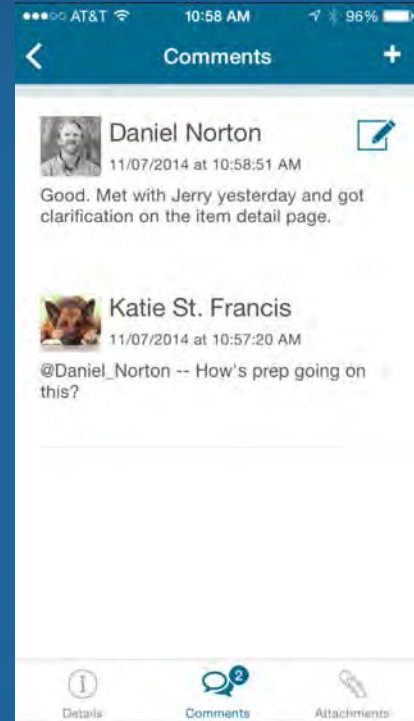 AT&T 10:58 AM 96%
Comments +
Daniel Norton
11/07/2014 at 10:58:51 AM
Good. Met with Jerry yesterday and got
clarification on the item detail page.
Katie St. Francis
11/07/2014 at 10:57:20 AM
@Daniel_Norton -- How's prep going on
this?
2
Details Comments Attachments